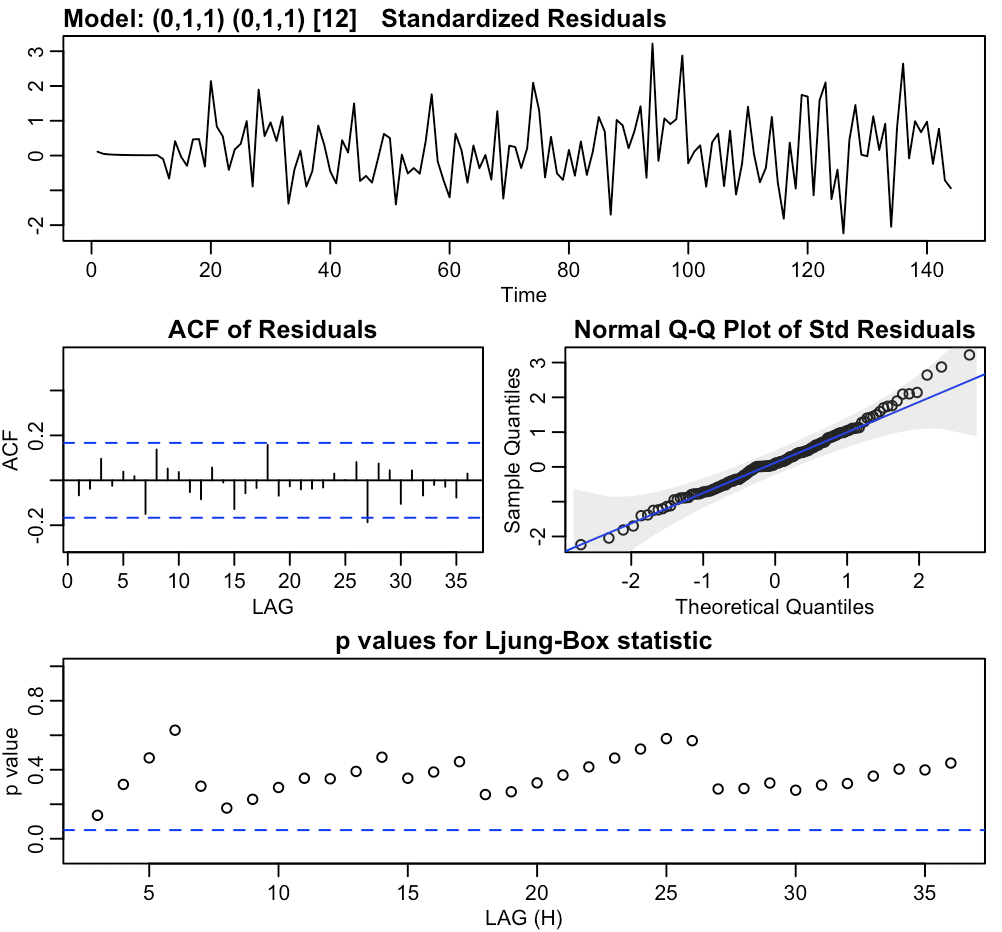 Model: (0,1,1) (0,1,1) [12] Standardized Residuals
3
2
1
0
-2
0 20 40 60 80 100 120 140
Time
ACF of Residuals
ACF
0.2
-0.2
0 5 10 15 20 25 30 35
LAG
Normal Q-Q Plot of Std Residuals
Sample Quantiles
3
2
1
0
-2
-2 -1 0 1 2
Theoretical Quantiles
p values for Ljung-Box statistic
p value
0.8
0.4
0.0
5 10 15 20 25 30 35
LAG (H)